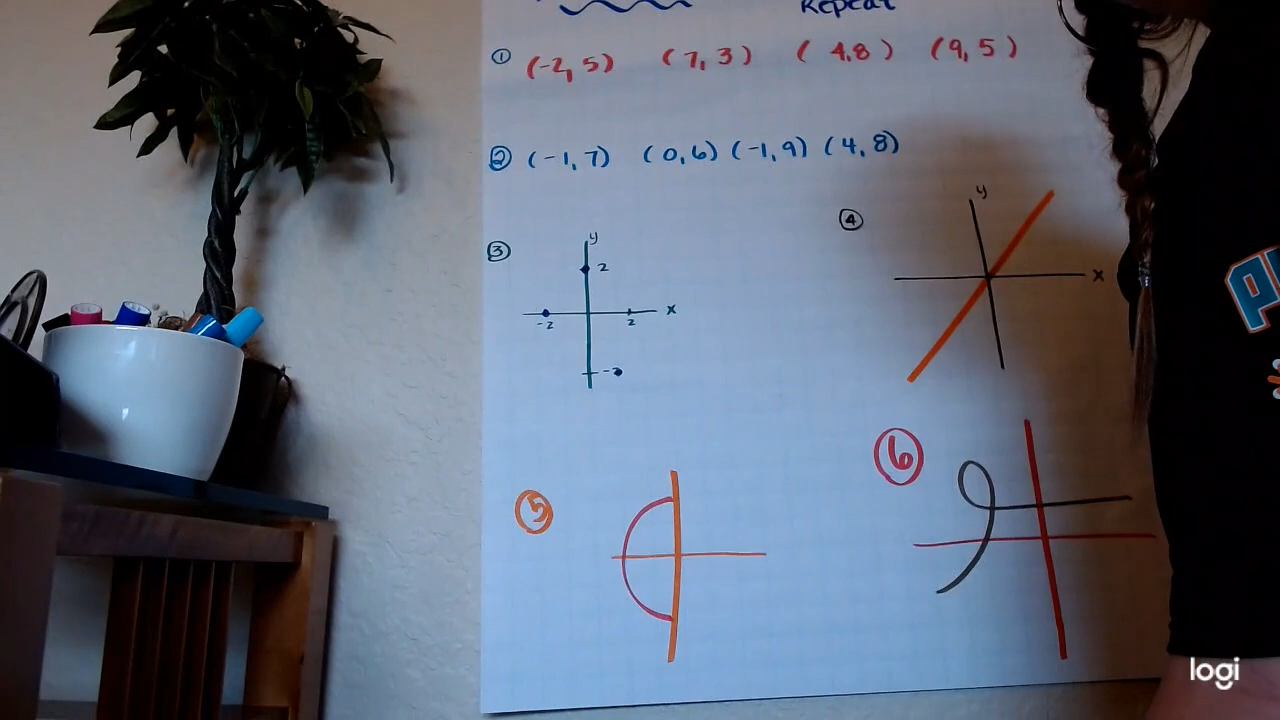 Repeat
① (-2, 5) (7, 3) (4,8) (9, 5)
② (-1, 7) (0, 6) (-1, 9) (4, 8)
④ y
③ y
2
x
x
-2 2
⑥
⑤
logi